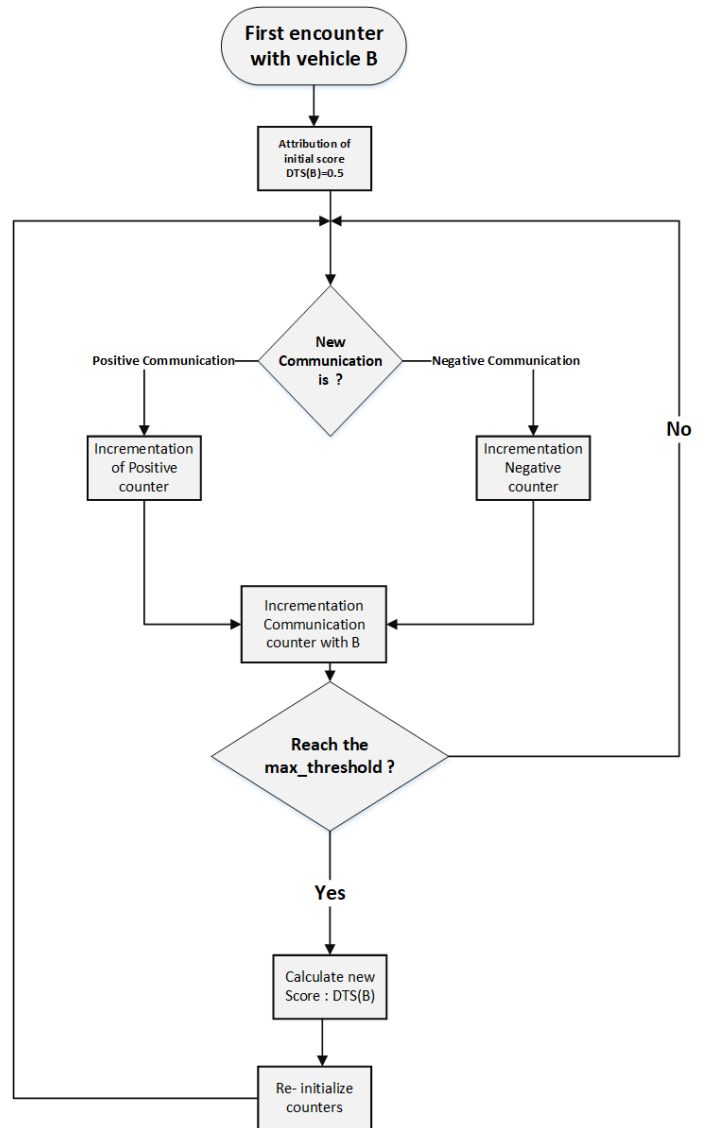 First encounter
with vehicle B
Attribution of
initial score
DTS(B)=0.5
New
Communication
is ?
Positive Communication
Negative Communication
Incrementation
of Positive
counter
Incrementation
Negative
counter
No
Incrementation
Communication
counter with B
Reach the
max_threshold ?
Yes
Calculate new
Score : DTS(B)
Re- initialize
counters